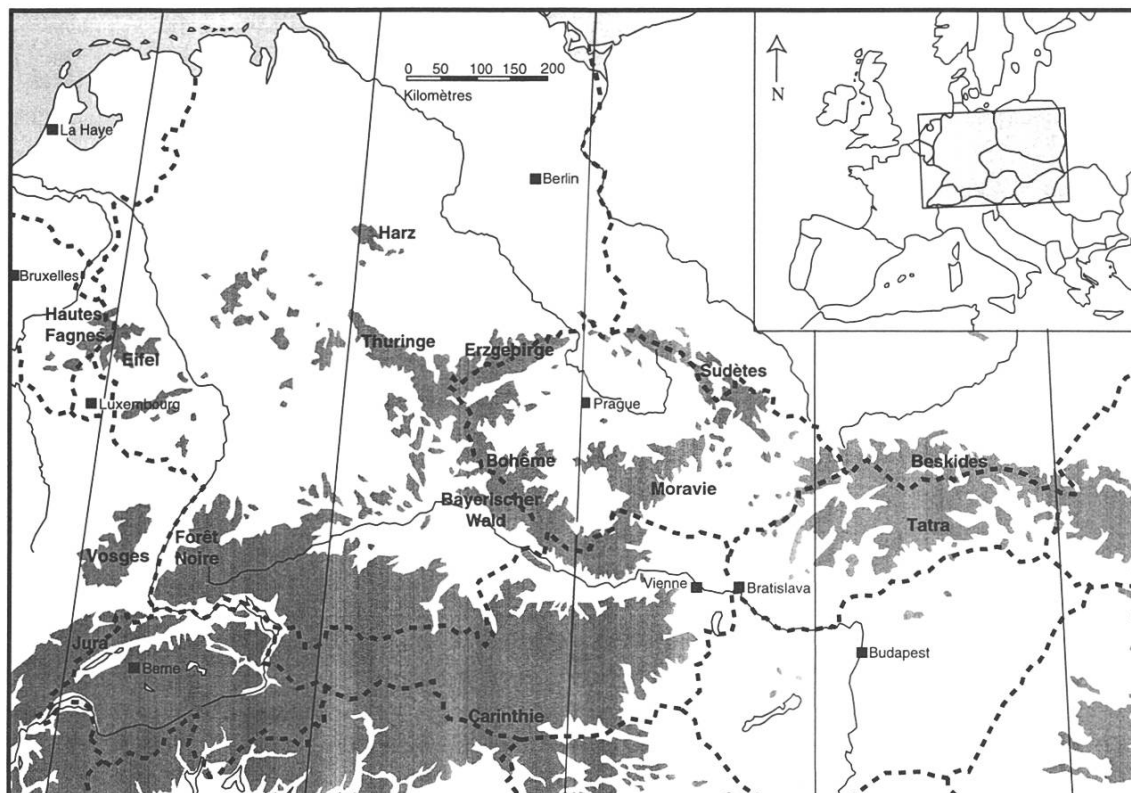 0 50 100 150 200
Kilomètres
N
La Haye
Berlin
Harz
Bruxelles
Hautes
Fagnes
Eifel
Thuringe
Erzgebirge
Sudètes
Luxembourg
Prague
Bohême
Moravie
Beskides
Bayerischer
Wald
Tatra
Vosges
Forêt
Noire
Vienne
Bratislava
Jura
Berne
Budapest
Carinthie